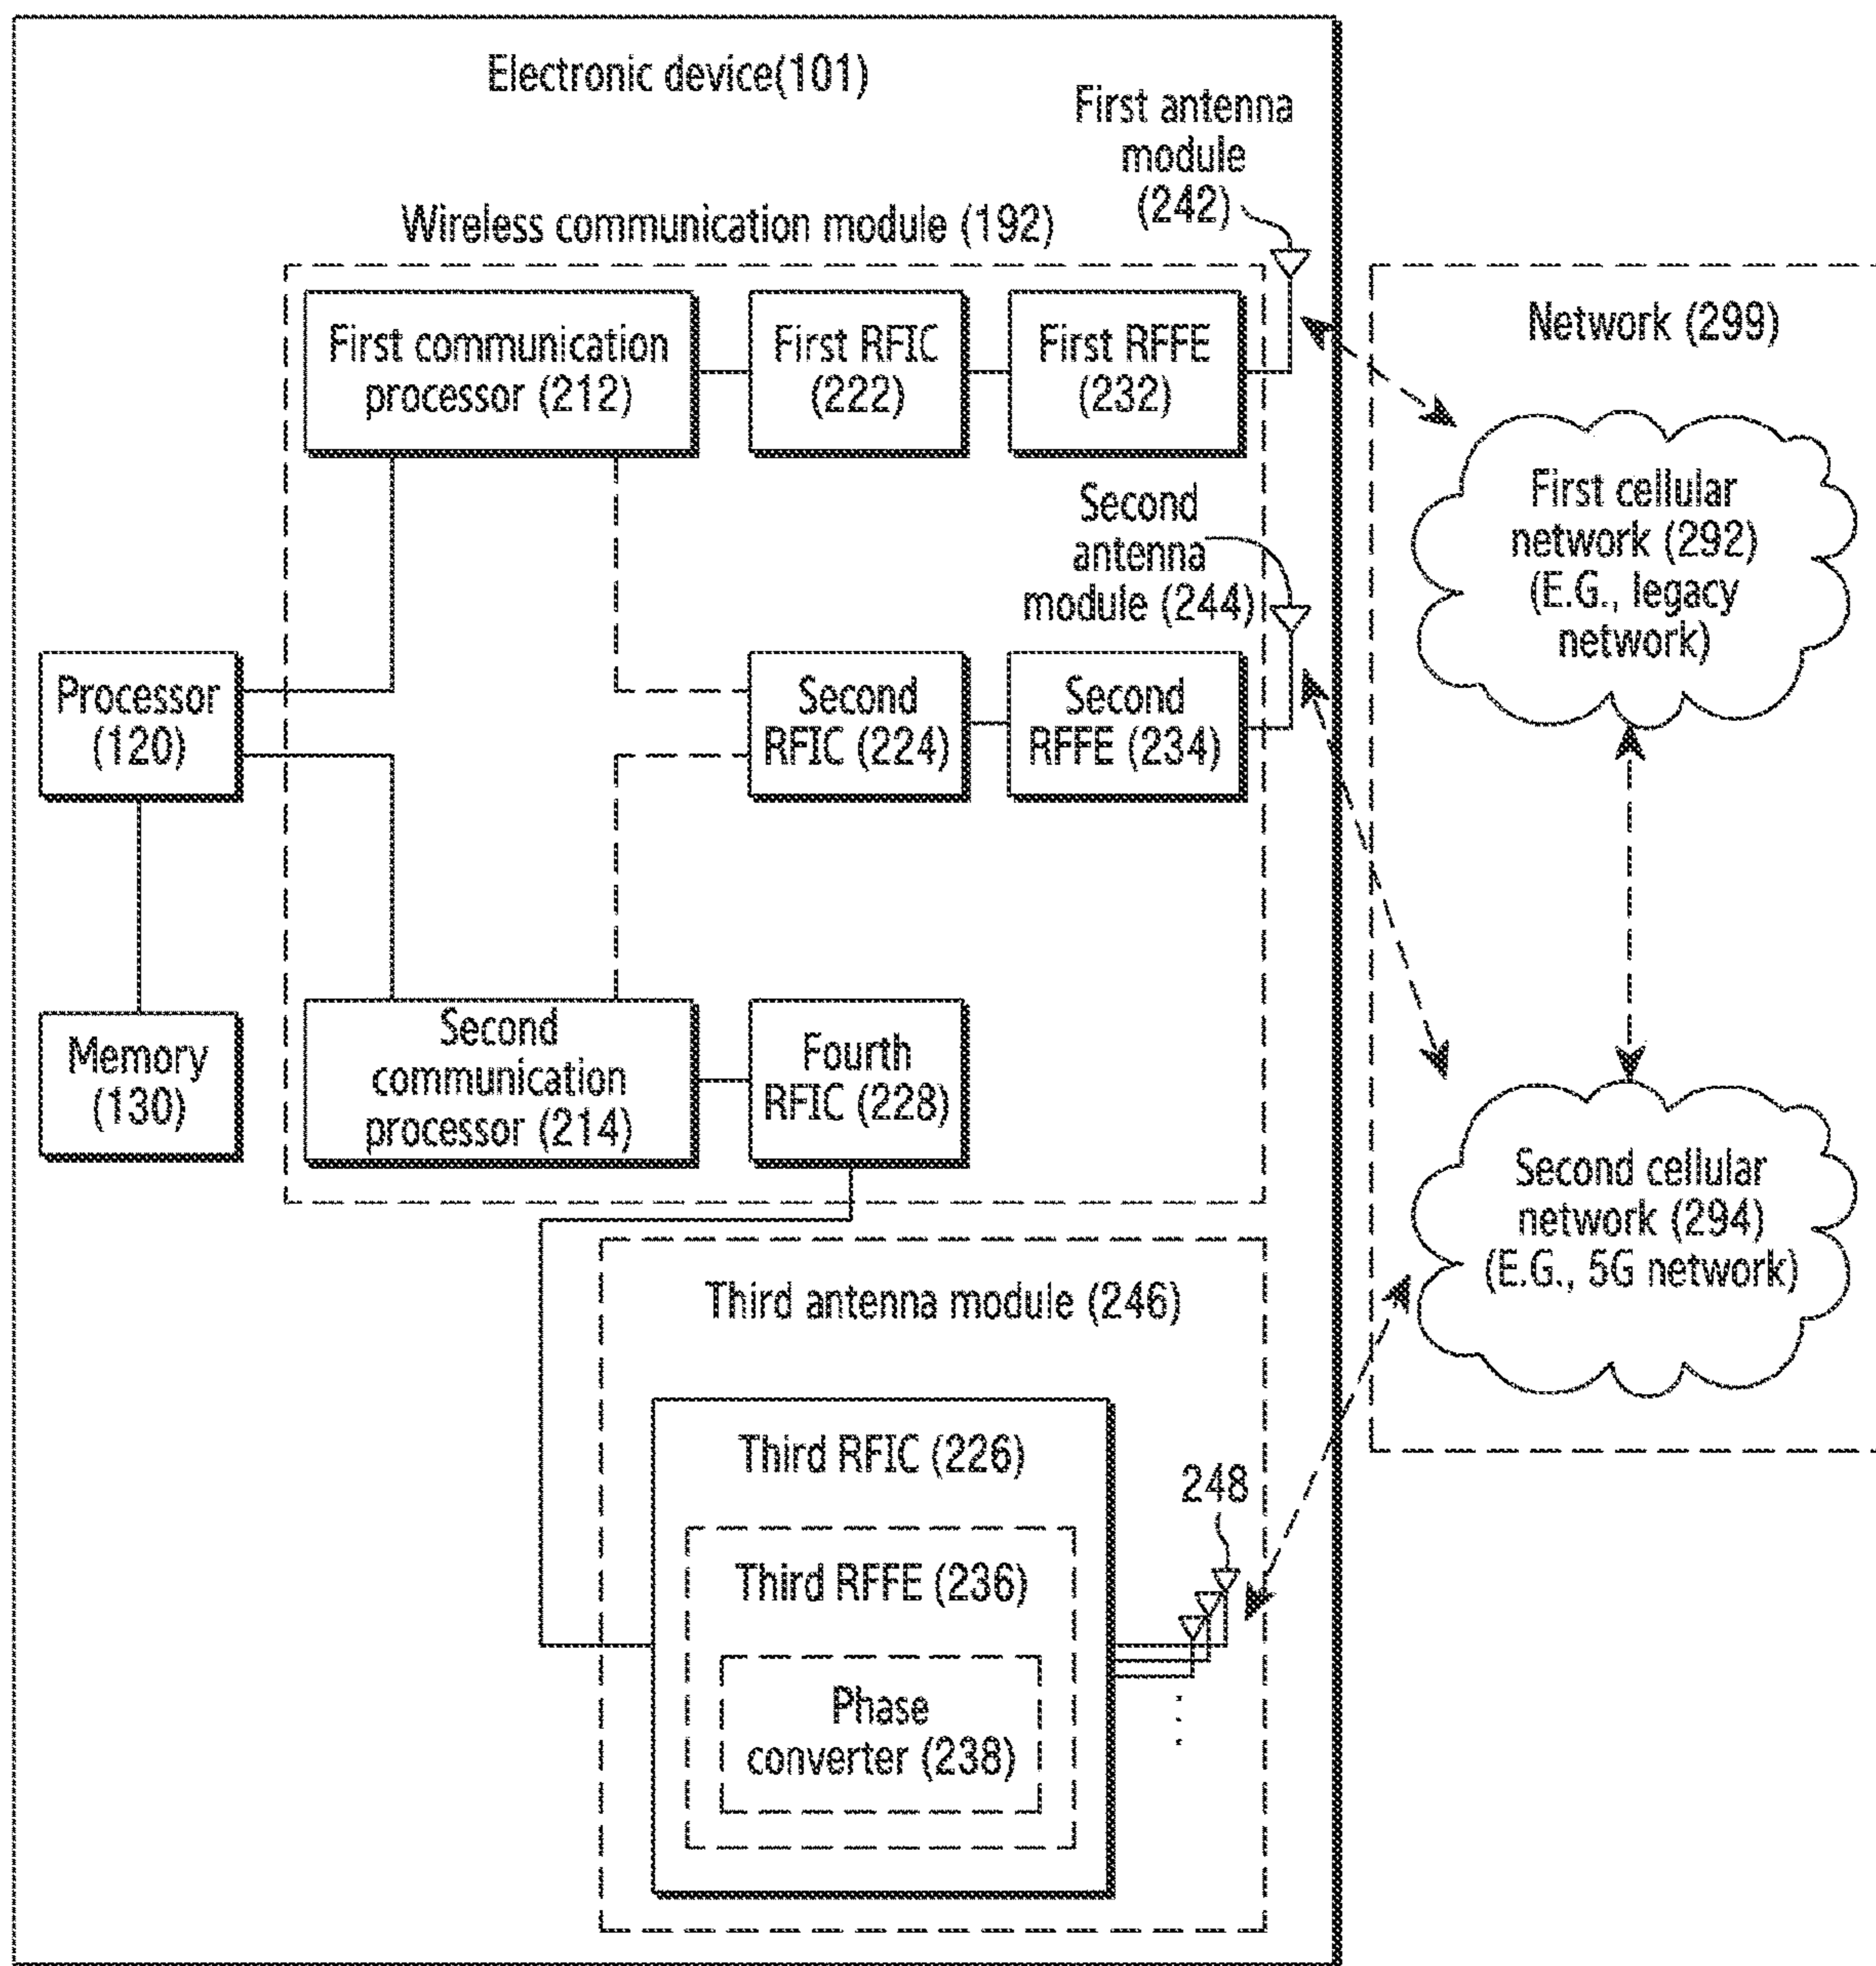 Electronic device(101)
First antenna
module
(242)
Wireless communication module (192)
First communication
processor (212)
First RFIC
(222)
First RFFE
(232)
Network (299)
First cellular
network (292)
(E.G., legacy
network)
Second
antenna
module (244)
Processor
(120)
Second
RFIC (224)
Second
RFFE (234)
Memory
(130)
Second
communication
processor (214)
Fourth
RFIC (228)
Second cellular
network (294)
(E.G., 5G network)
Third antenna module (246)
Third RFIC (226)
248
Third RFFE (236)
Phase
converter (238)